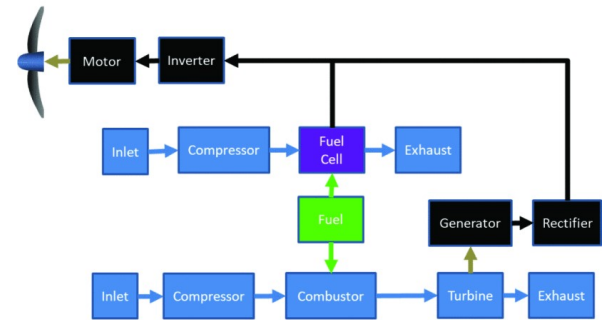 Motor
Inverter
Inlet
Compressor
Fuel
Cell
Exhaust
Fuel
Generator
Rectifier
Inlet
Compressor
Combustor
Turbine
Exhaust